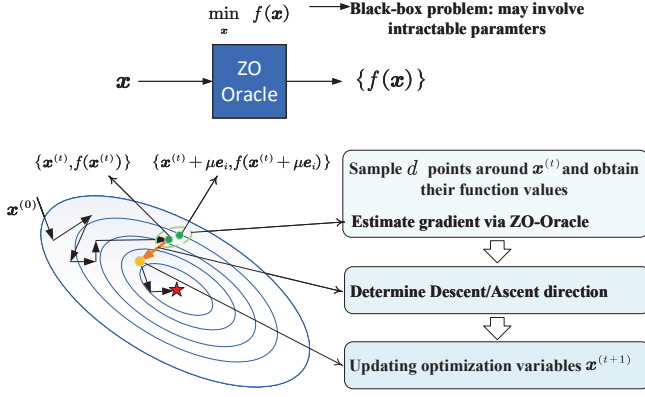 min f(x)
x
Black-box problem: may involve
intractable paramters
x
ZO
Oracle
{f(x)}
{x^(t), f(x^(t))}
{x^(t) + μe_i, f(x^(t) + μe_i)}
x^(0)
Sample d points around x^(t) and obtain
their function values
Estimate gradient via ZO-Oracle
Determine Descent/Ascent direction
Updating optimization variables x^(t+1)